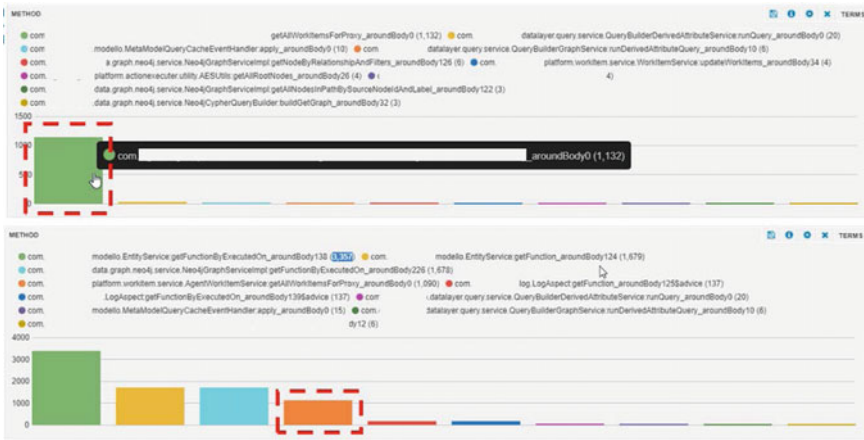 METHOD TERMS
com getAllWorkItemsForProxy_aroundBody0 (1,132) com. datalayer.query.service.QueryBuilderDerivedAttributeService:runQuery_aroundBody0 (20)
com .modello.MetaModelQueryCacheEventHandler:apply_aroundBody0 (10) com. datalayer.query.service.QueryBuilderGraphService:runDerivedAttributeQuery_aroundBody10 (6)
com. a.graph.neo4j.service.Neo4jGraphServiceImpl:getNodeByRelationshipAndFilters_aroundBody126 (6) com. platform.workitem.service.WorkItemService:updateWorkItems_aroundBody34 (4)
com. platform.actionexecuter.utility.AESUtils:getAllRootNodes_aroundBody26 (4) 4)
com. .data.graph.neo4j.service.Neo4jGraphServiceImpl:getAllNodesInPathBySourceNodeIdAndLabel_aroundBody122 (3)
com. .data.graph.neo4j.service.Neo4jCypherQueryBuilder:buildGetGraph_aroundBody32 (3)
1500
1000
com. _aroundBody0 (1,132)
500
0
METHOD TERMS
com. modello.EntityService:getFunctionByExecutedOn_aroundBody138 (3,357) com. modello.EntityService:getFunction_aroundBody124 (1,679)
com. data.graph.neo4j.service.Neo4jGraphServiceImpl:getFunctionByExecutedOn_aroundBody226 (1,678)
com. platform.workitem.service.AgentWorkItemService:getAllWorkItemsForProxy_aroundBody0 (1,090) com. log.LogAspect:getFunction_aroundBody125$advice (137)
com. .LogAspect:getFunctionByExecutedOn_aroundBody139$advice (137) com .datalayer.query.service.QueryBuilderDerivedAttributeService:runQuery_aroundBody0 (20)
com. modello.MetaModelQueryCacheEventHandler:apply_aroundBody0 (15) com. datalayer.query.service.QueryBuilderGraphService:runDerivedAttributeQuery_aroundBody10 (6)
com. dy12 (6)
4000
3000
2000
1000
0